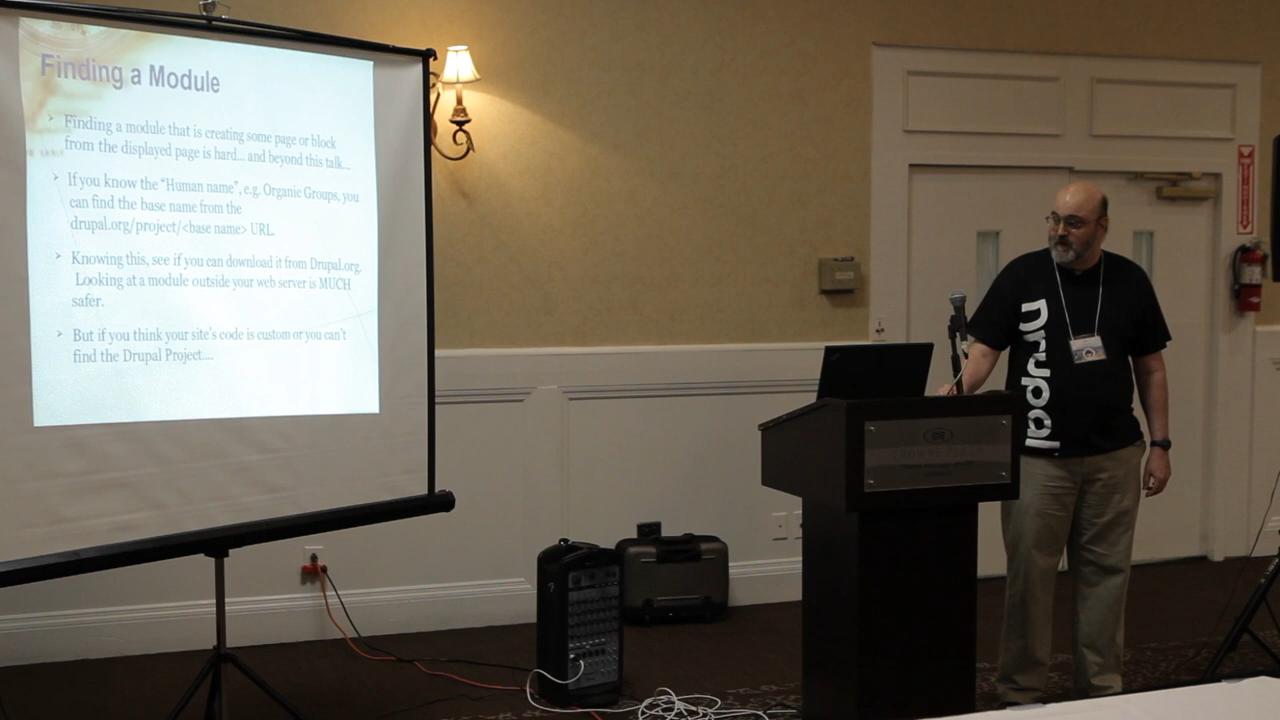 Finding a Module
Finding a module that is creating some page or block
from the displayed page is hard... and beyond this talk...
If you know the “Human name”, e.g. Organic Groups, you
can find the base name from the
drupal.org/project/<base name> URL.
Knowing this, see if you can download it from Drupal.org.
Looking at a module outside your web server is MUCH
safer.
But if you think your site's code is custom or you can't
find the Drupal Project....
nrupal
CROWNE PLAZA